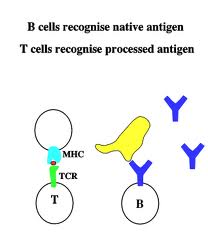 B cells recognise native antigen
T cells recognise processed antigen
MHC
TCR
T
B